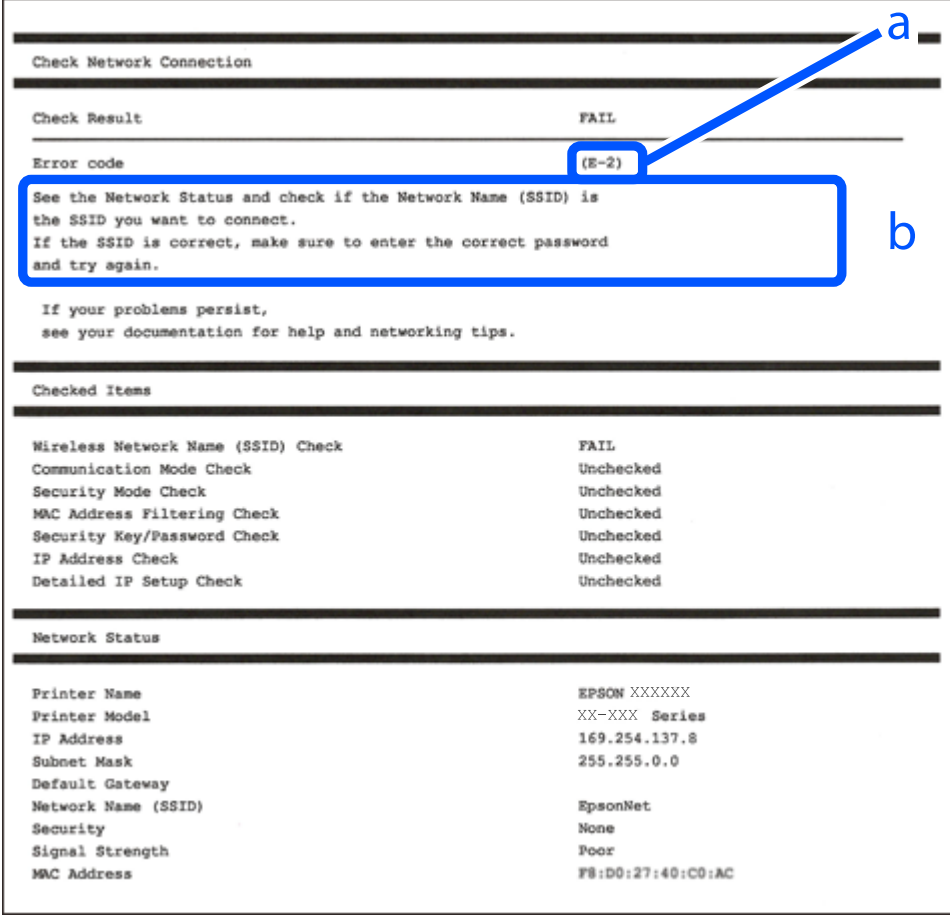 a
Check Network Connection
Check Result FAIL
Error code (E-2)
See the Network Status and check if the Network Name (SSID) is
the SSID you want to connect.
If the SSID is correct, make sure to enter the correct password
and try again.
b
If your problems persist,
see your documentation for help and networking tips.
Checked Items
Wireless Network Name (SSID) Check FAIL
Communication Mode Check Unchecked
Security Mode Check Unchecked
MAC Address Filtering Check Unchecked
Security Key/Password Check Unchecked
IP Address Check Unchecked
Detailed IP Setup Check Unchecked
Network Status
Printer Name EPSON XXXXXX
Printer Model XX-XXX Series
IP Address 169.254.137.8
Subnet Mask 255.255.0.0
Default Gateway
Network Name (SSID) EpsonNet
Security None
Signal Strength Poor
MAC Address F8:D0:27:40:C0:AC